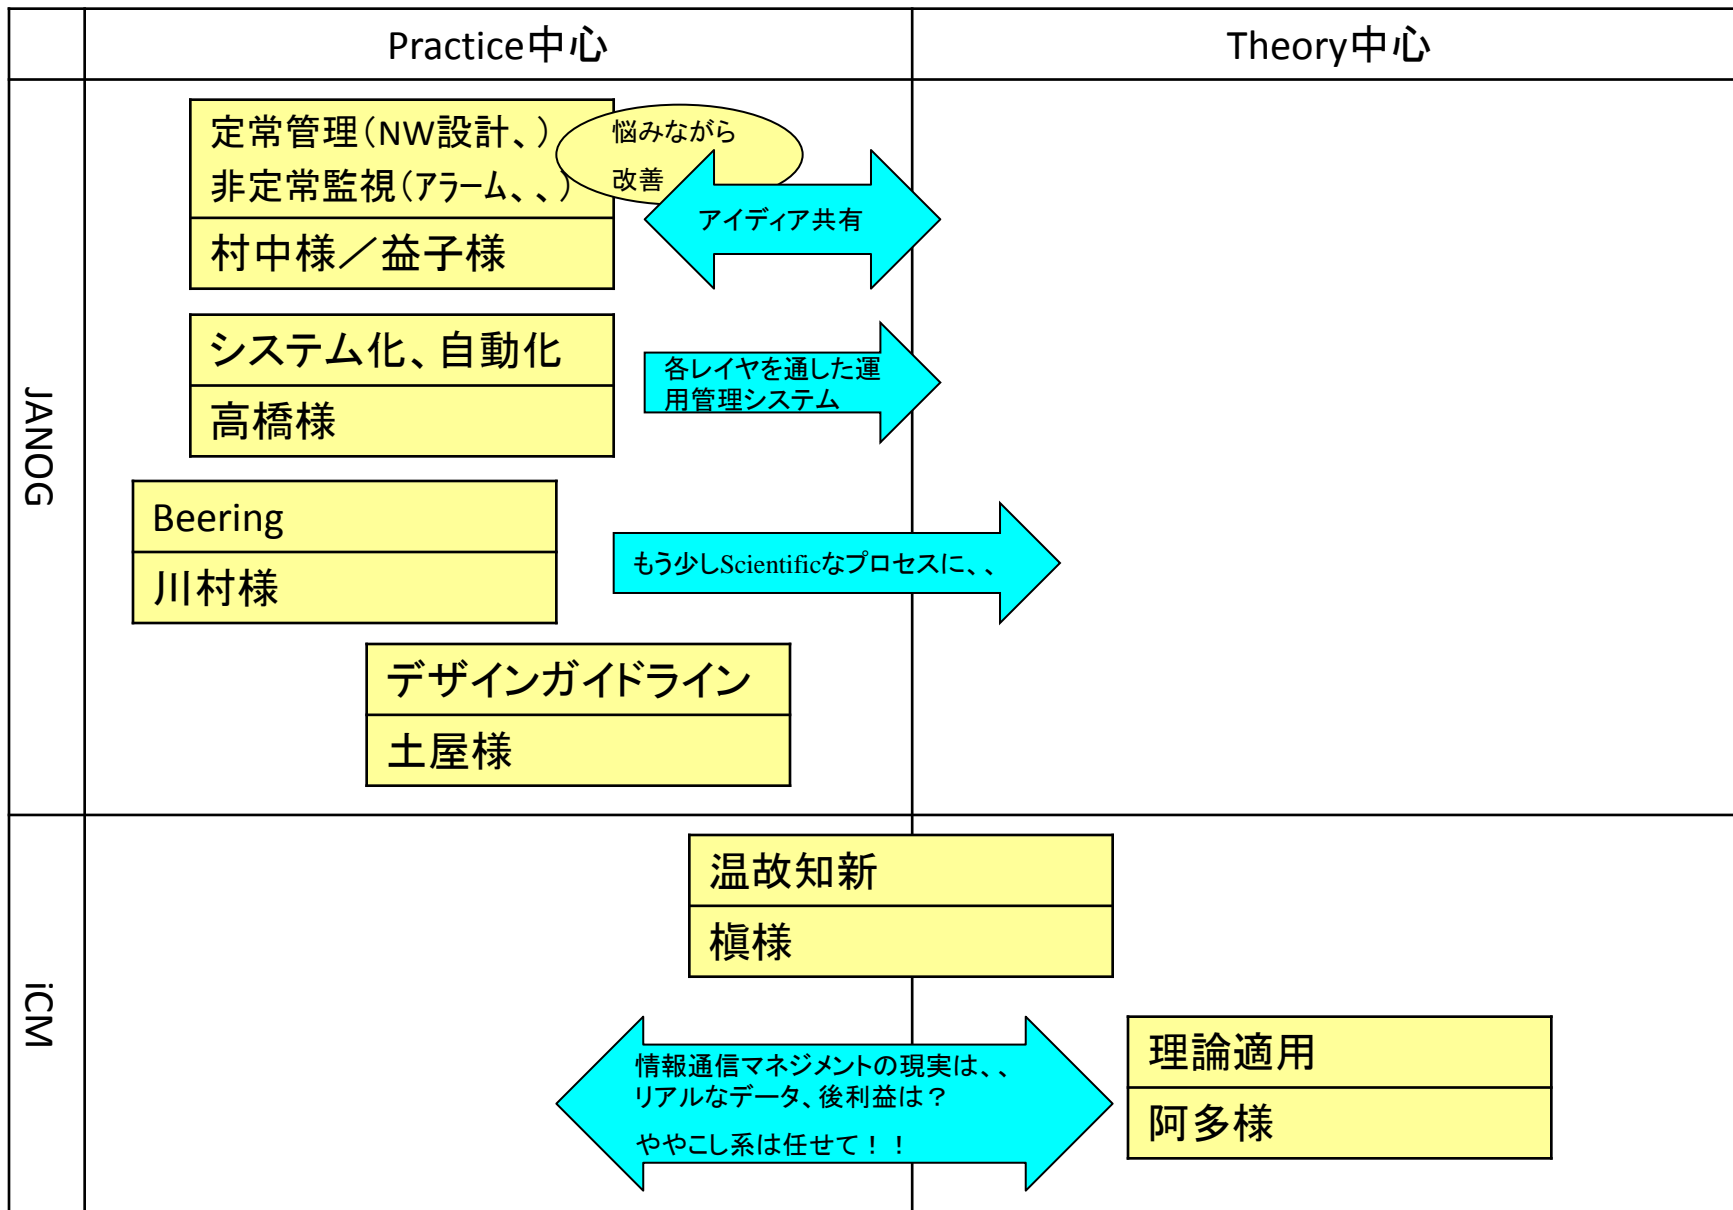 Practice中心
Theory中心
JANOG
定常管理(NW設計、)
非定常監視(アラーム、、)
村中様／益子様
悩みながら
改善
アイディア共有
システム化、自動化
高橋様
各レイヤを通した運
用管理システム
Beering
川村様
もう少しScientificなプロセスに、、
デザインガイドライン
土屋様
iCM
温故知新
槇様
情報通信マネジメントの現実は、、
リアルなデータ、後利益は？
ややこし系は任せて！！
理論適用
阿多様